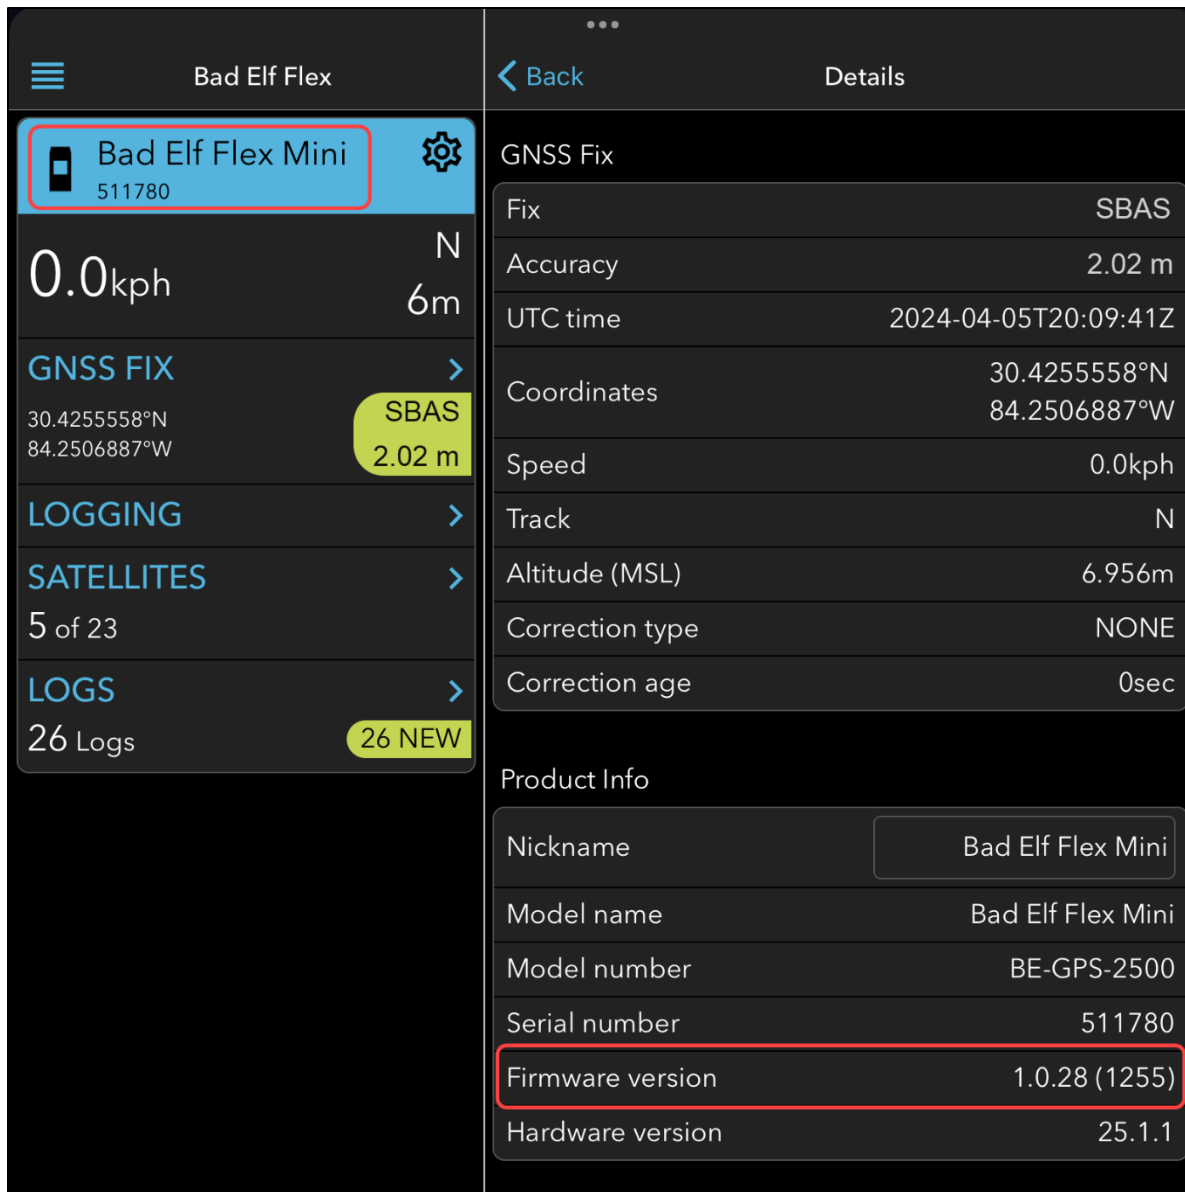 Bad Elf Flex
Bad Elf Flex Mini
511780
0.0kph
N
6m
GNSS FIX
30.4255558°N
84.2506887°W
SBAS
2.02 m
LOGGING
SATELLITES
5 of 23
LOGS
26 Logs
26 NEW
Back
Details
GNSS Fix
Fix SBAS
Accuracy 2.02 m
UTC time 2024-04-05T20:09:41Z
Coordinates 30.4255558°N
84.2506887°W
Speed 0.0kph
Track N
Altitude (MSL) 6.956m
Correction type NONE
Correction age 0sec
Product Info
Nickname Bad Elf Flex Mini
Model name Bad Elf Flex Mini
Model number BE-GPS-2500
Serial number 511780
Firmware version 1.0.28 (1255)
Hardware version 25.1.1